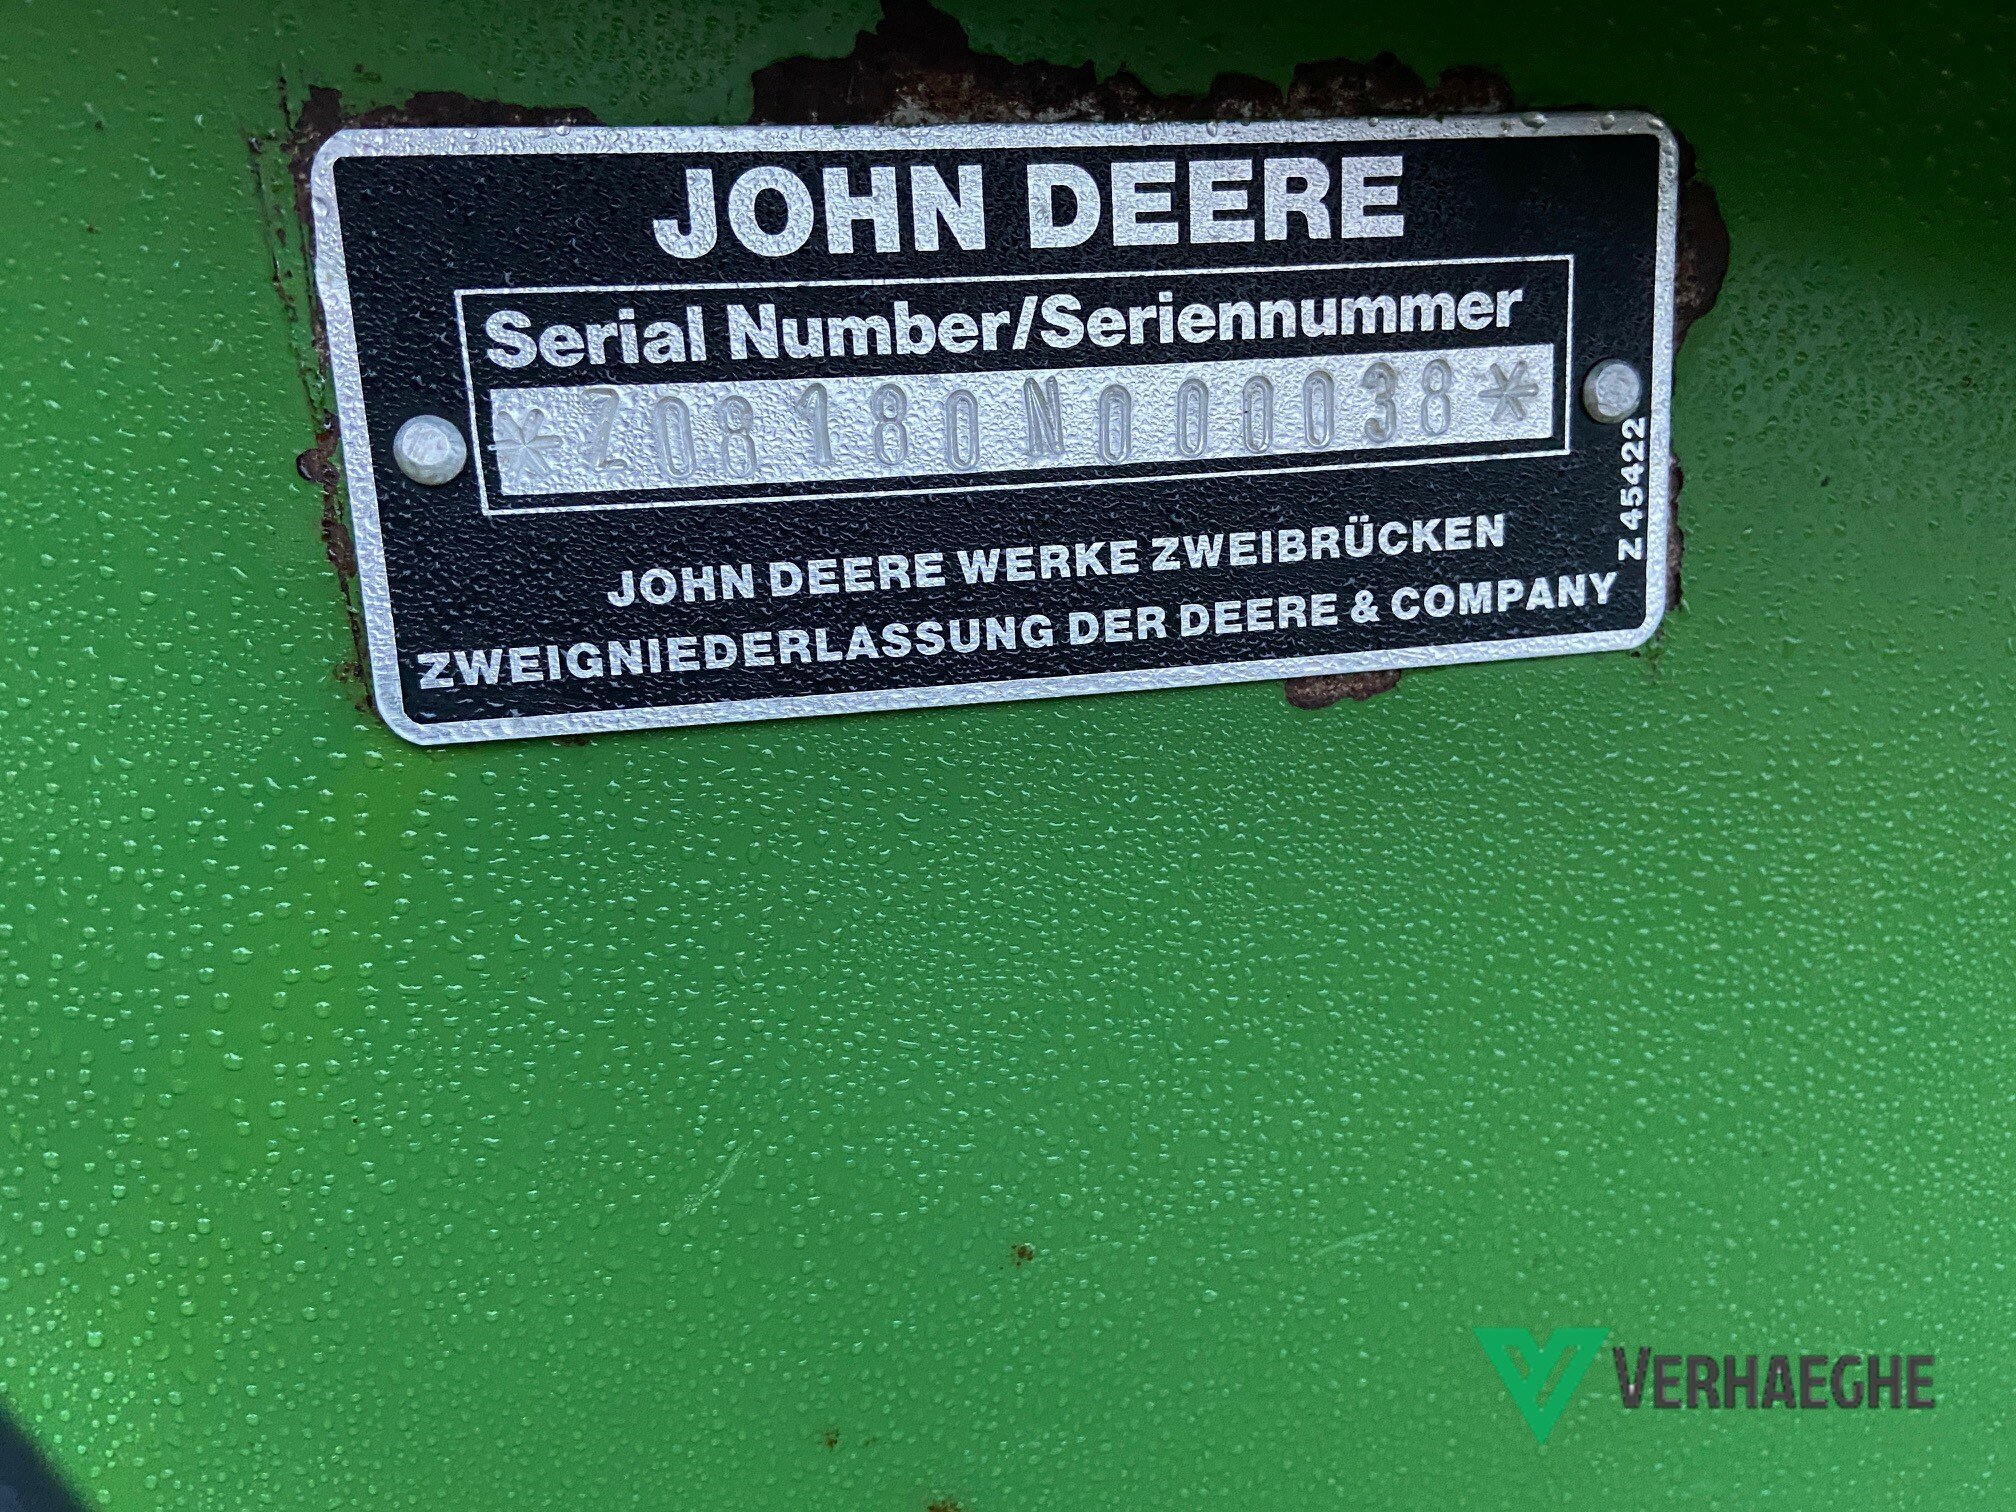 JOHN DEERE
Serial Number/Seriennummer
*Z08180N000038*
Z 45422
JOHN DEERE WERKE ZWEIBRÜCKEN
ZWEIGNIEDERLASSUNG DER DEERE & COMPANY
VERHAEGHE